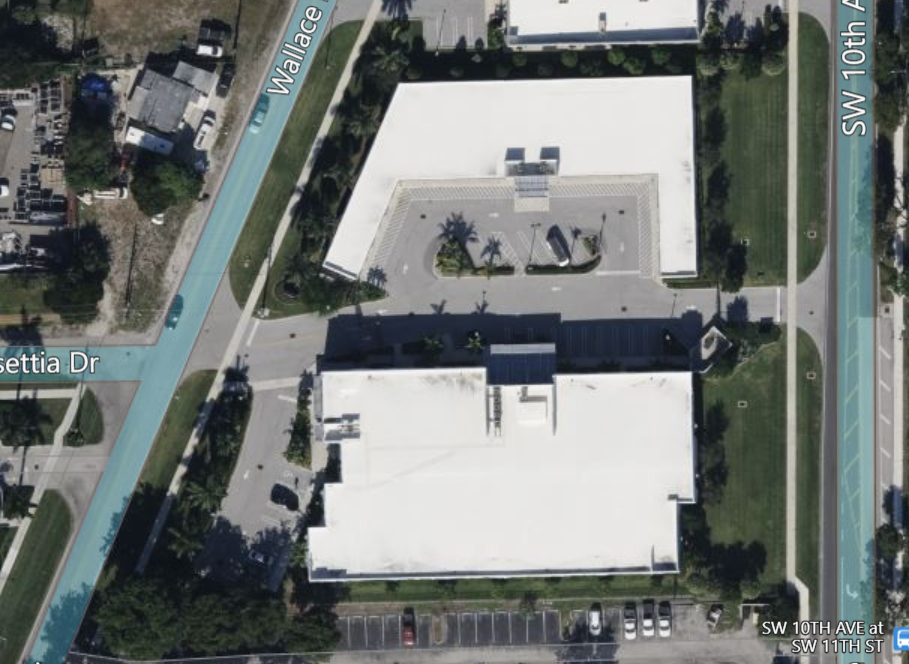 Wallace
SW 10th A
settia Dr
SW 10TH AVE at
SW 11TH ST